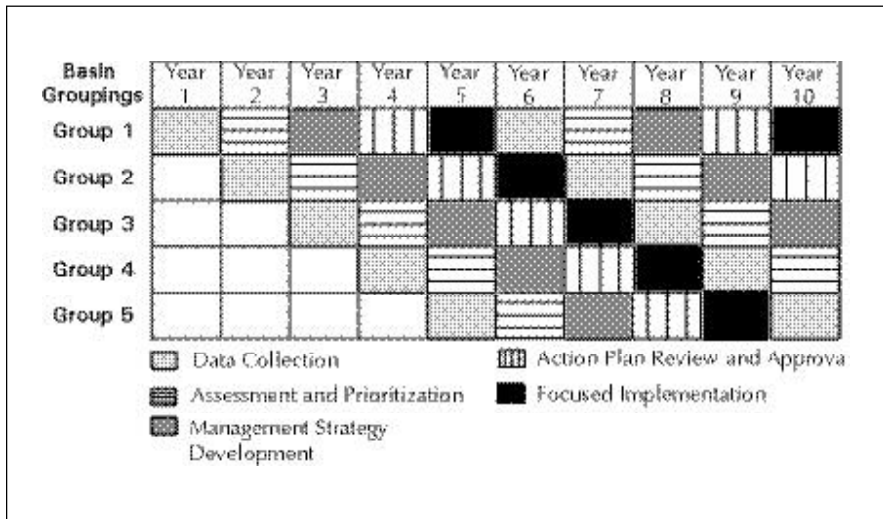 Basin Groupings Year 1 Year 2 Year 3 Year 4 Year 5 Year 6 Year 7 Year 8 Year 9 Year 10
Group 1
Group 2
Group 3
Group 4
Group 5
Data Collection
Action Plan Review and Approva
Assessment and Prioritization
Focused Implementation
Management Strategy
Development